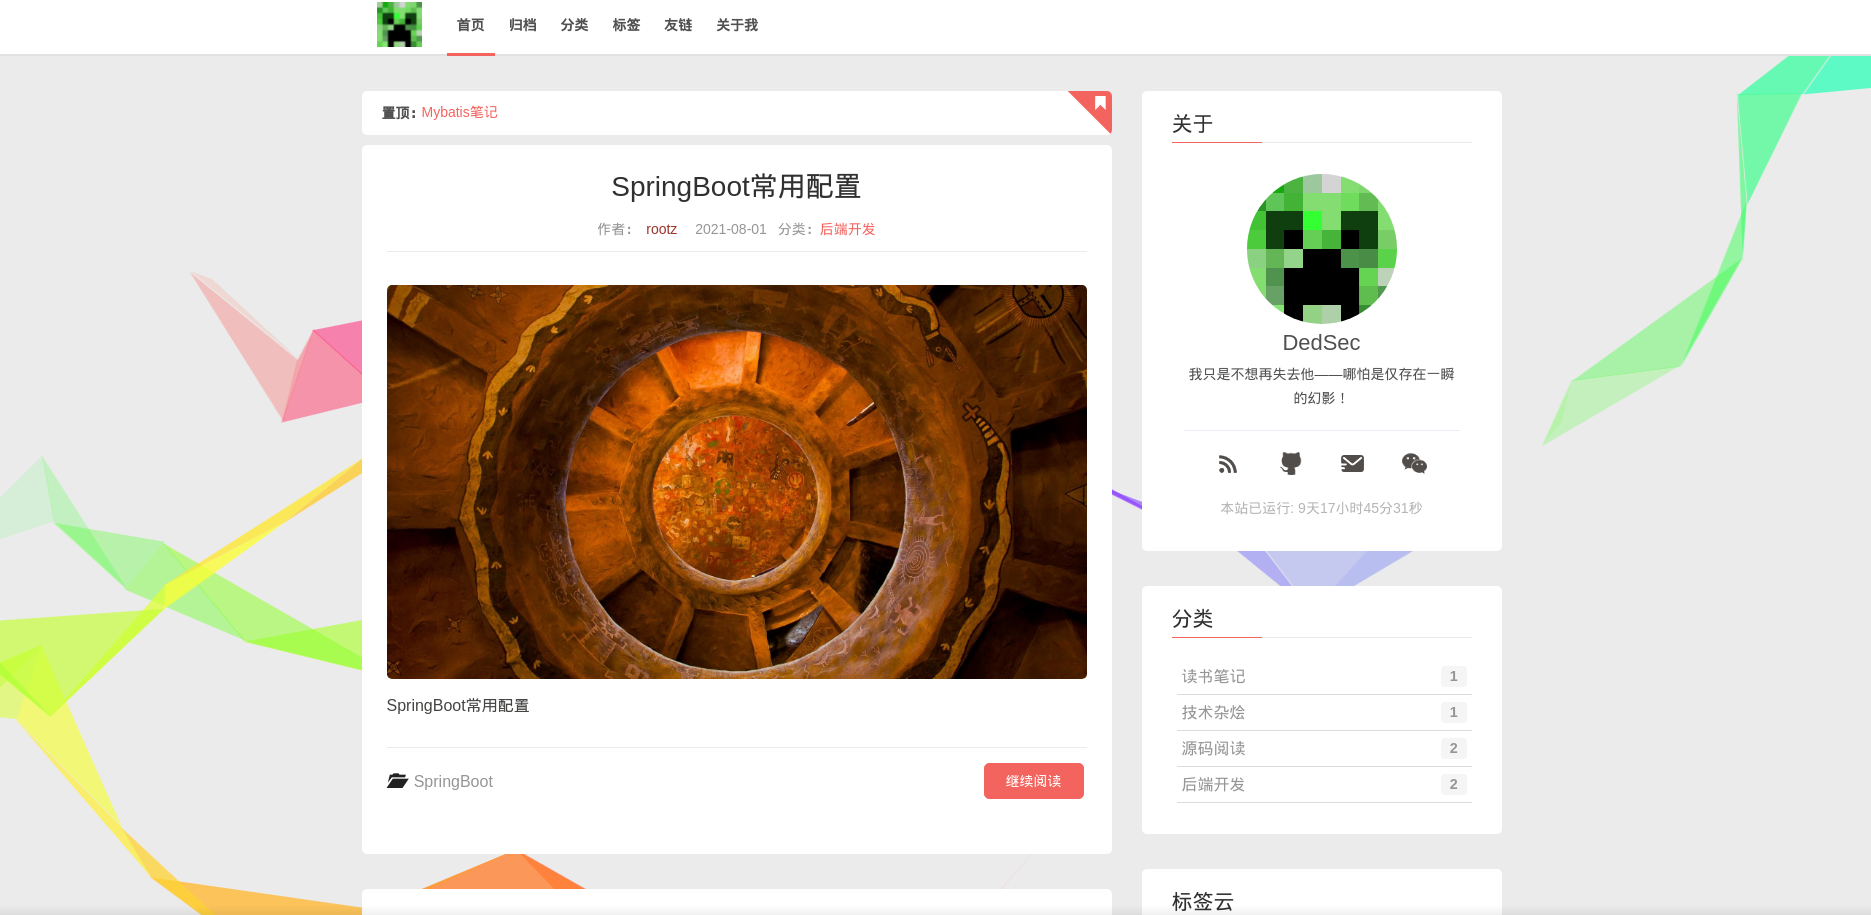 首页 归档 分类 标签 友链 关于我
置顶：Mybatis笔记
SpringBoot常用配置
作者： rootz 2021-08-01 分类：后端开发
SpringBoot常用配置
SpringBoot
继续阅读
关于
DedSec
我只是不想再失去他——哪怕是仅存在一瞬
的幻影！
本站已运行: 9天17小时45分31秒
分类
读书笔记 1
技术杂烩 1
源码阅读 2
后端开发 2
标签云